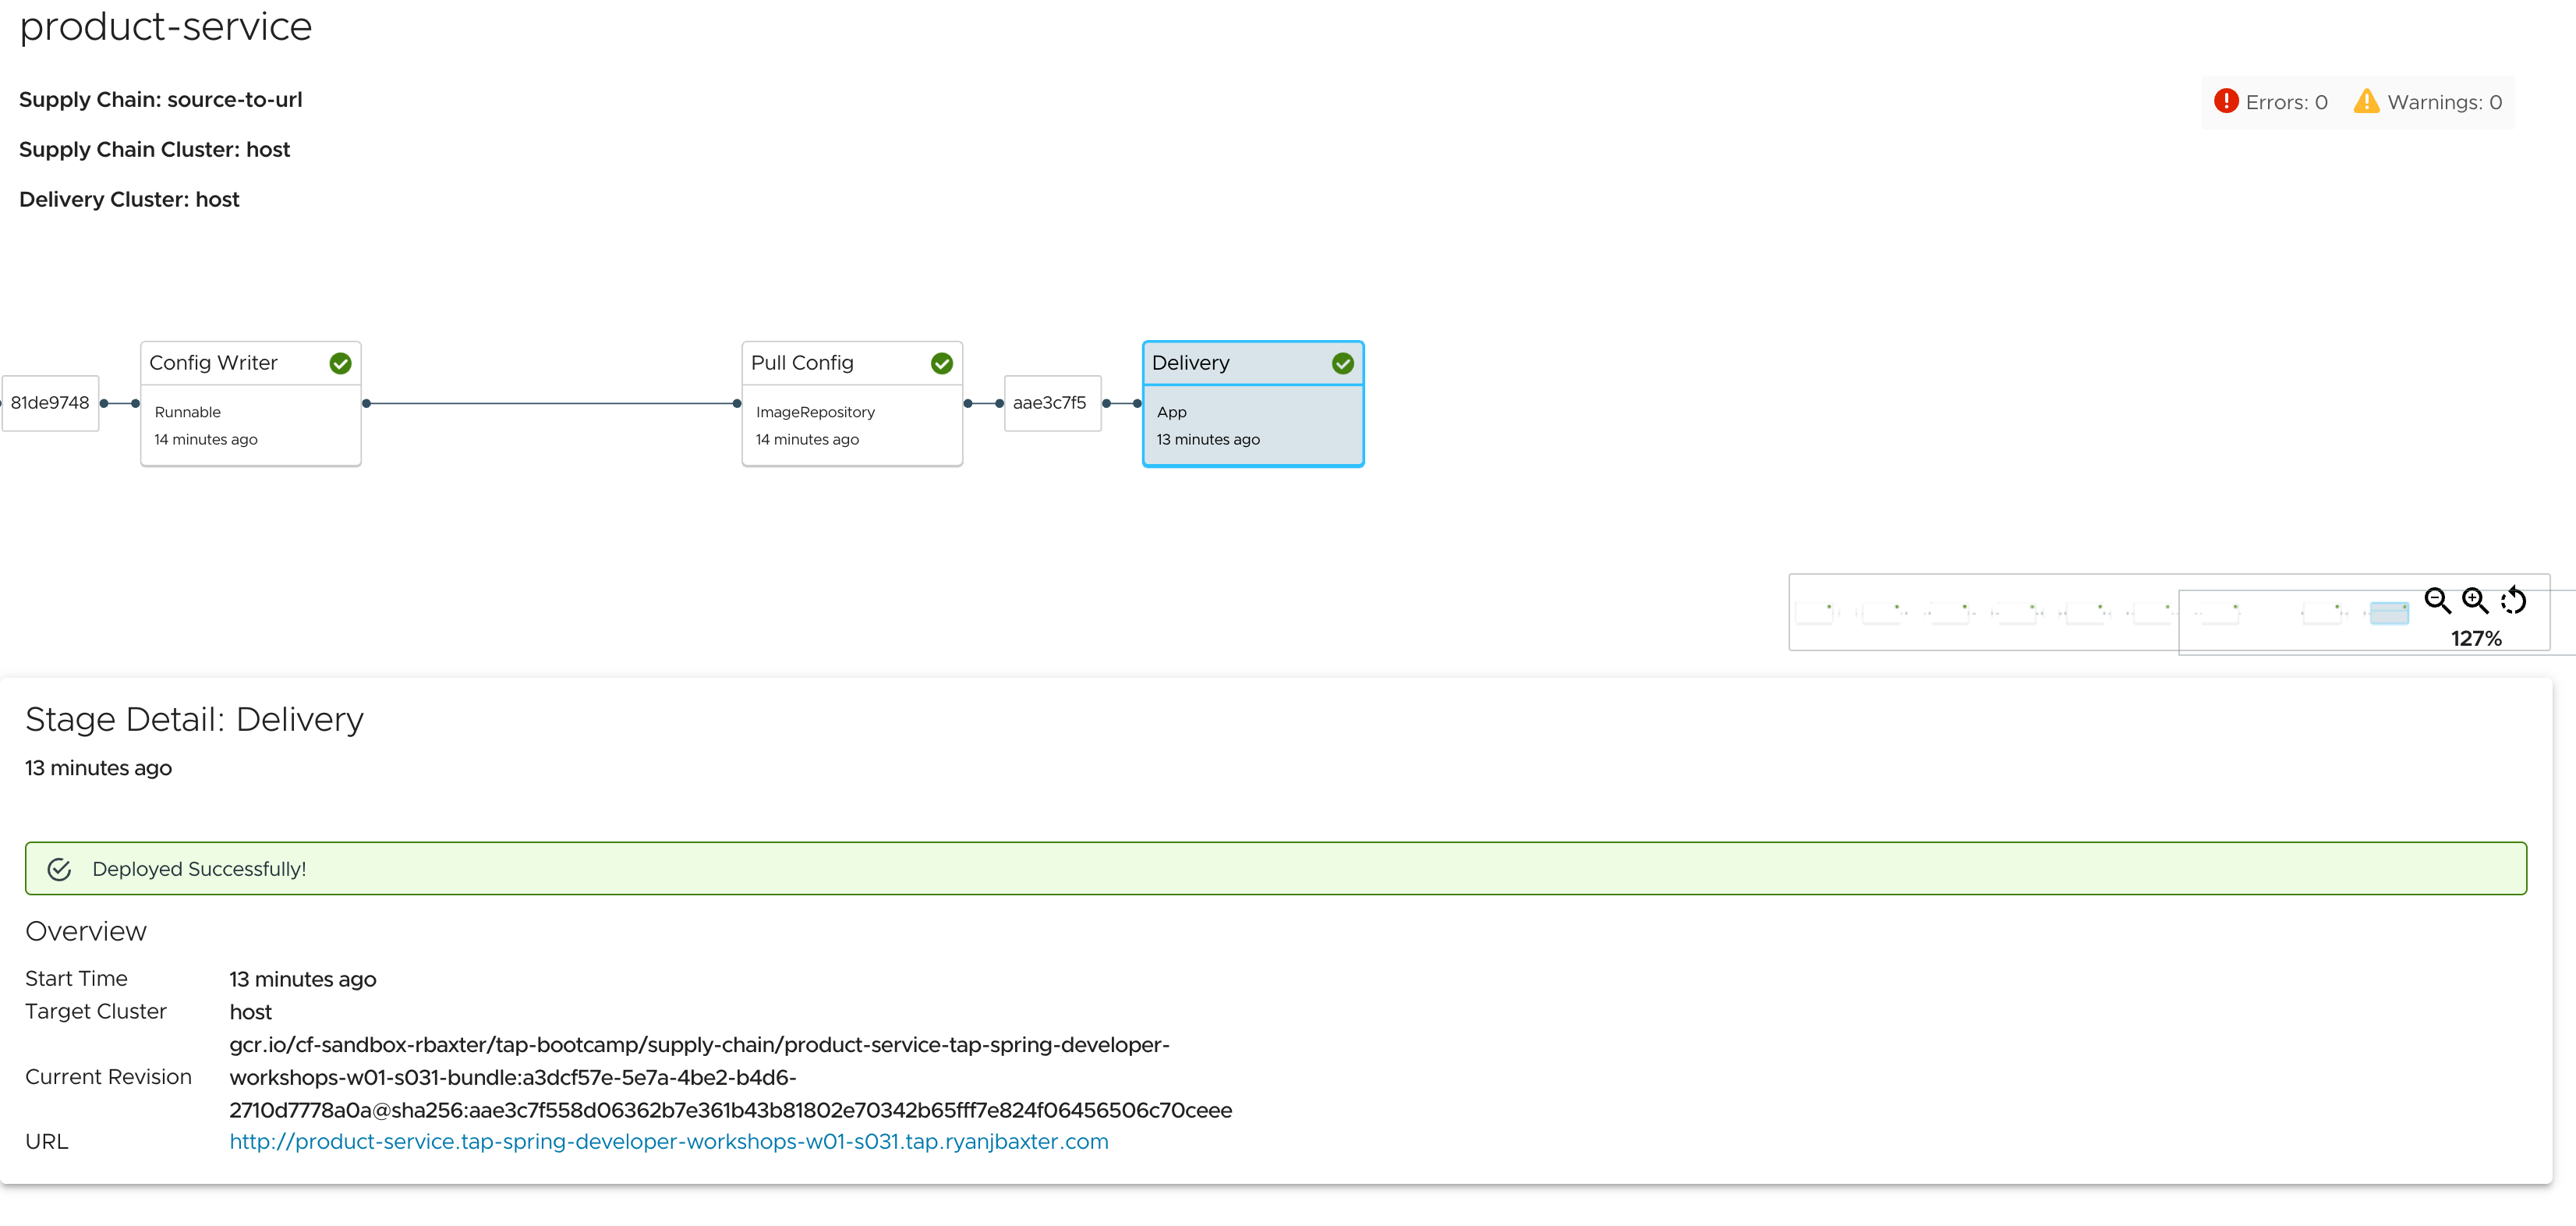 product-service
Supply Chain: source-to-url
Errors: 0 Warnings: 0
Supply Chain Cluster: host
Delivery Cluster: host
Config Writer
Pull Config
Delivery
81de9748
Runnable
14 minutes ago
ImageRepository
14 minutes ago
aae3c7f5
App
13 minutes ago
127%
Stage Detail: Delivery
13 minutes ago
Deployed Successfully!
Overview
Start Time 13 minutes ago
Target Cluster host
Current Revision gcr.io/cf-sandbox-rbaxter/tap-bootcamp/supply-chain/product-service-tap-spring-developer-
workshops-w01-s031-bundle:a3dcf57e-5e7a-4be2-b4d6-
2710d7778a0a@sha256:aae3c7f558d06362b7e361b43b81802e70342b65fff7e824f06456506c70ceee
URL http://product-service.tap-spring-developer-workshops-w01-s031.tap.ryanjbaxter.com